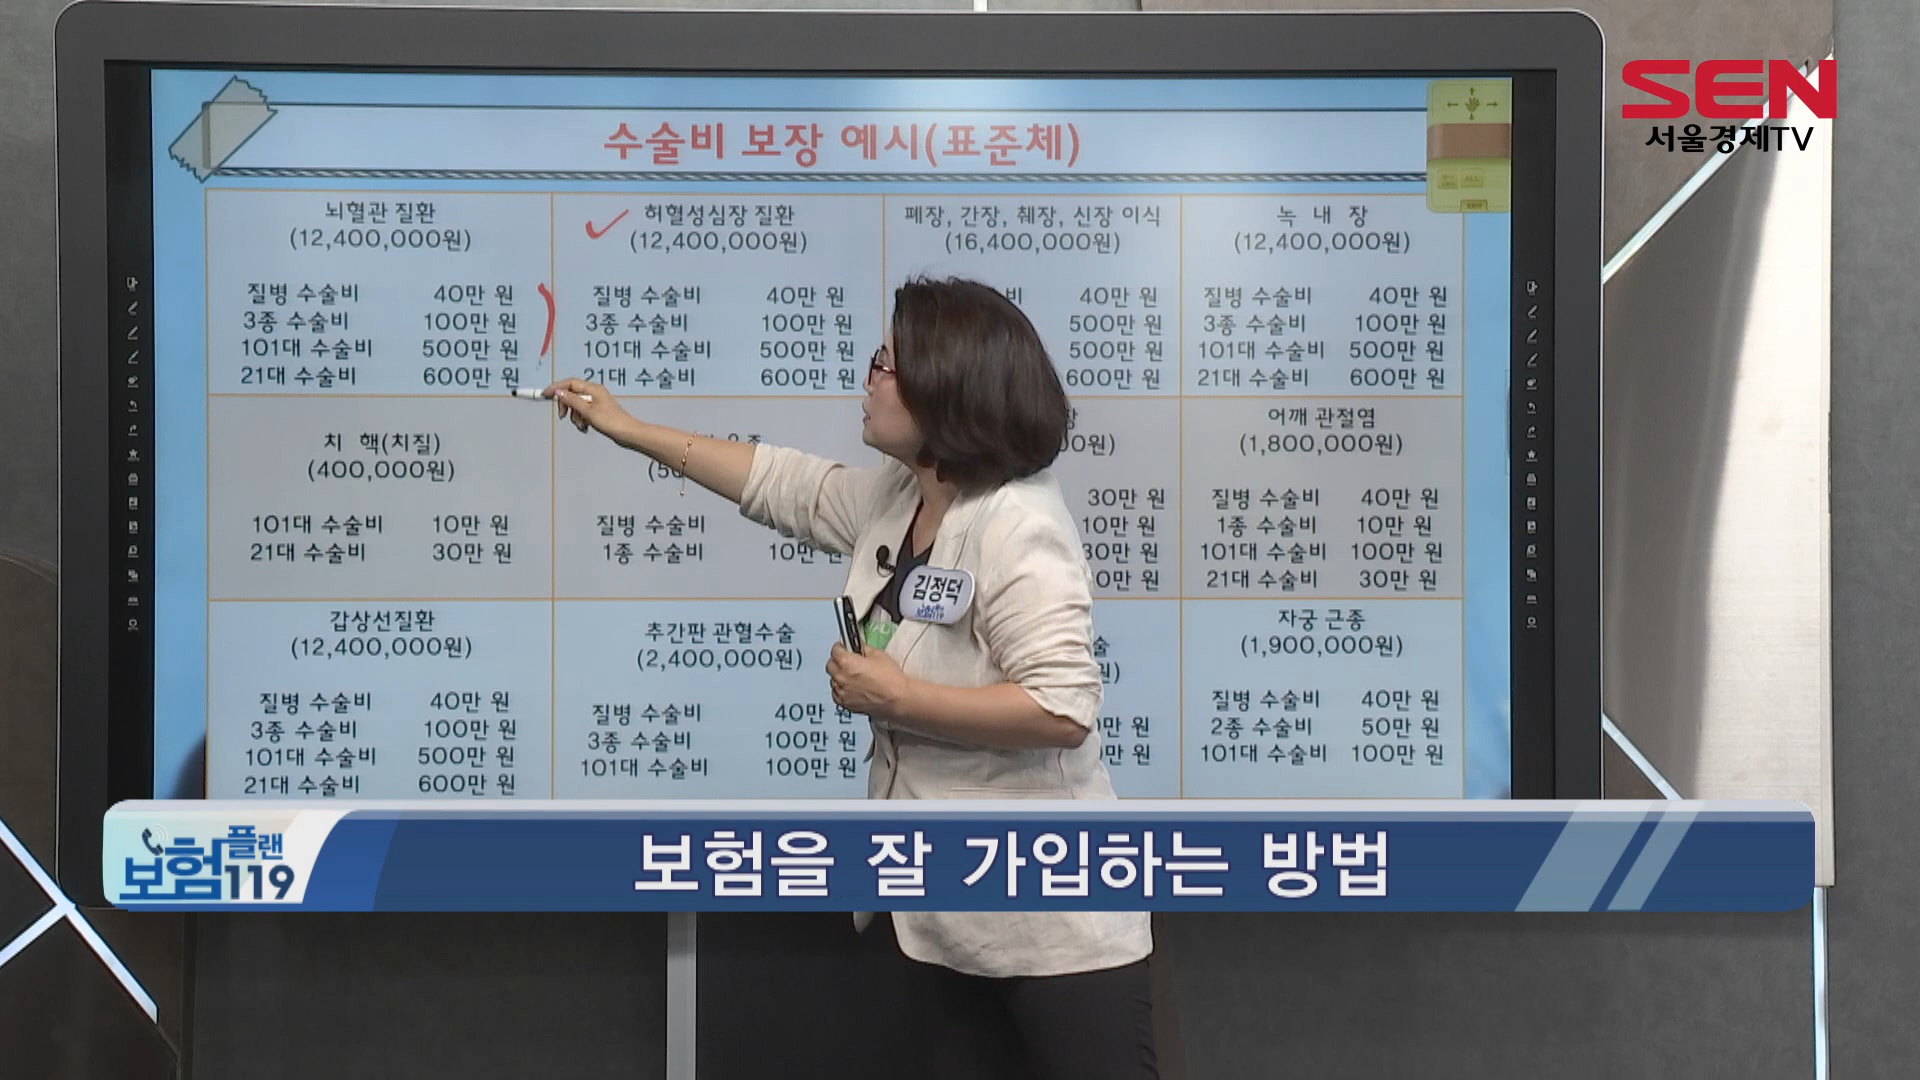 SEN
서울경제TV
수술비 보장 예시(표준체)
뇌혈관 질환
(12,400,000원)
질병 수술비 40만 원
3종 수술비 100만 원
101대 수술비 500만 원
21대 수술비 600만 원
허혈성심장 질환
(12,400,000원)
질병 수술비 40만 원
3종 수술비 100만 원
101대 수술비 500만 원
21대 수술비 600만 원
폐장, 간장, 췌장, 신장 이식
(16,400,000원)
비 40만 원
500만 원
500만 원
600만 원
녹 내 장
(12,400,000원)
질병 수술비 40만 원
3종 수술비 100만 원
101대 수술비 500만 원
21대 수술비 600만 원
치 핵(치질)
(400,000원)
101대 수술비 10만 원
21대 수술비 30만 원
질병 수술비
1종 수술비 10만 원
30만 원
10만 원
30만 원
0만 원
어깨 관절염
(1,800,000원)
질병 수술비 40만 원
1종 수술비 10만 원
101대 수술비 100만 원
21대 수술비 30만 원
갑상선질환
(12,400,000원)
질병 수술비 40만 원
3종 수술비 100만 원
101대 수술비 500만 원
21대 수술비 600만 원
추간판 관혈수술
(2,400,000원)
질병 수술비 40만 원
3종 수술비 100만 원
101대 수술비 100만 원
만 원
만 원
자궁 근종
(1,900,000원)
질병 수술비 40만 원
2종 수술비 50만 원
101대 수술비 100만 원
김정덕
보험119
보험플랜119
보험을 잘 가입하는 방법